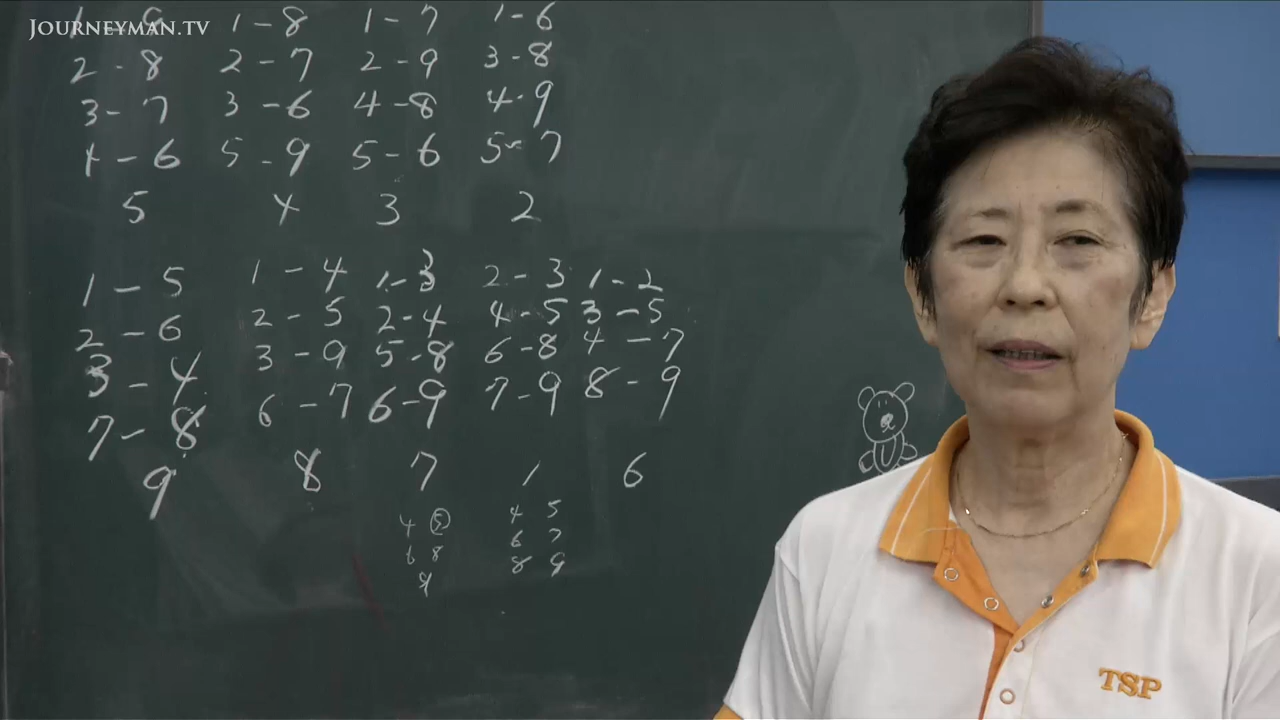 JOURNEYMAN.TV
1-8 1-7 1-6
2-8 2-7 2-9 3-8
3-7 3-6 4-8 4-9
4-6 5-9 5-6 5-7
5 4 3 2
1-5 1-4 1-3 2-3 1-2
2-6 2-5 2-4 4-5 3-5
3-4 3-9 5-8 6-8 4-7
7-8 6-7 6-9 7-9 8-9
9 8 7 1 6
4 5 4 5
6 8 6 7
9 8 9
TSP